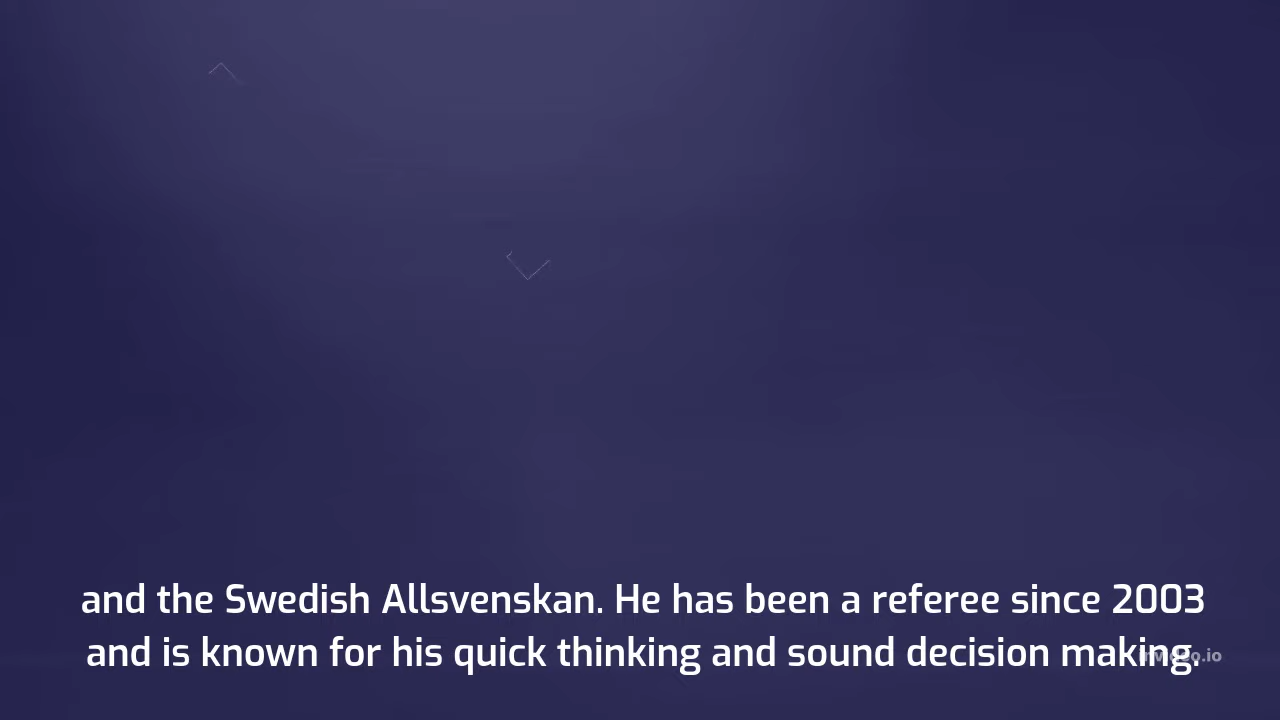 and the Swedish Allsvenskan. He has been a referee since 2003
and is known for his quick thinking and sound decision making.